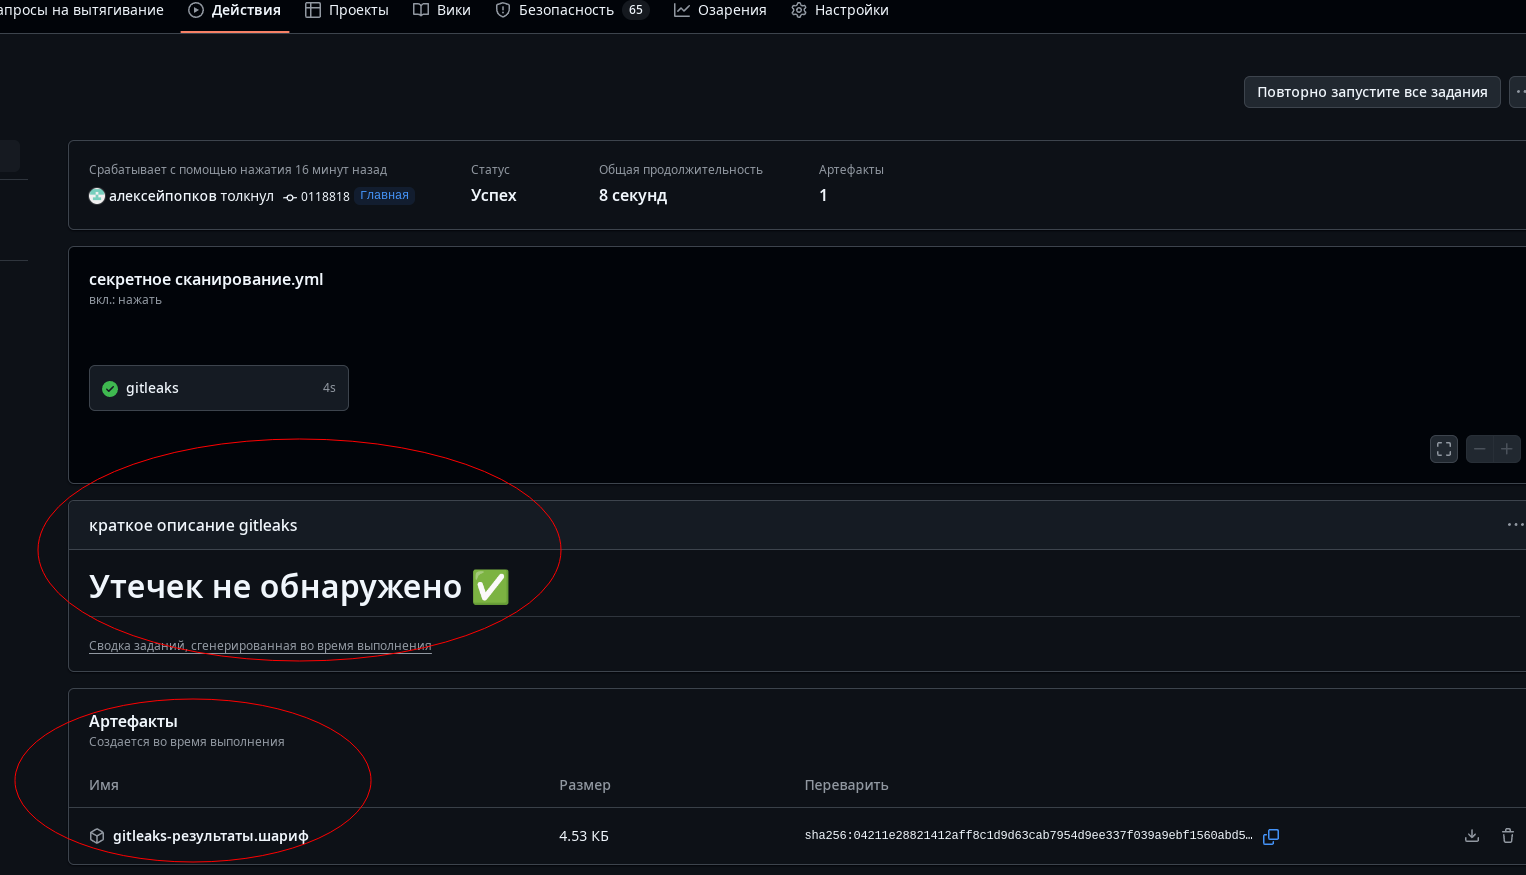 апросы на вытягивание Действия Проекты Вики Безопасность 65 Озарения Настройки
Повторно запустите все задания
Срабатывает с помощью нажатия 16 минут назад Статус Общая продолжительность Артефакты
алексейпопков толкнул 0118818 Главная Успех 8 секунд 1
секретное сканирование.yml
вкл.: нажать
gitleaks 4s
краткое описание gitleaks
Утечек не обнаружено ✅
Сводка заданий, сгенерированная во время выполнения
Артефакты
Создается во время выполнения
Имя Размер Переварить
gitleaks-результаты.шариф 4.53 КБ sha256:04211e28821412aff8c1d9d63cab7954d9ee337f039a9ebf1560abd5…